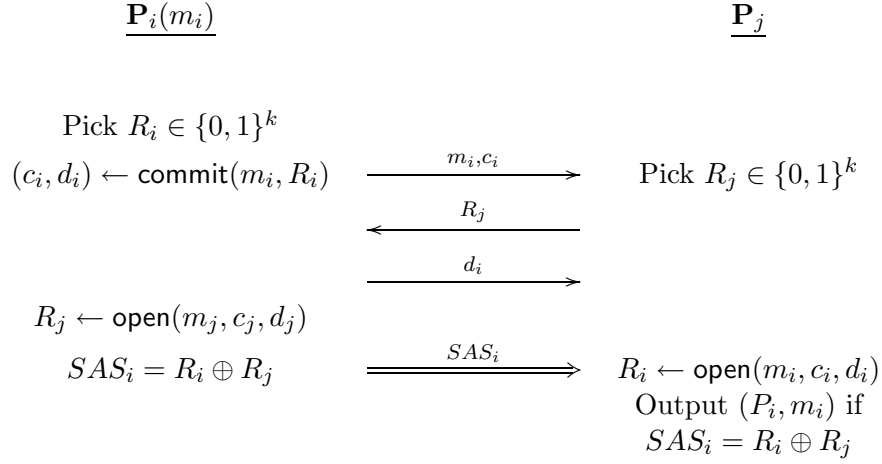 P_i(m_i) P_j
Pick R_i ∈ {0, 1}^k
(c_i, d_i) ← commit(m_i, R_i) m_i,c_i Pick R_j ∈ {0, 1}^k
R_j
d_i
R_j ← open(m_j, c_j, d_j)
SAS_i = R_i ⊕ R_j SAS_i R_i ← open(m_i, c_i, d_i)
Output (P_i, m_i) if
SAS_i = R_i ⊕ R_j